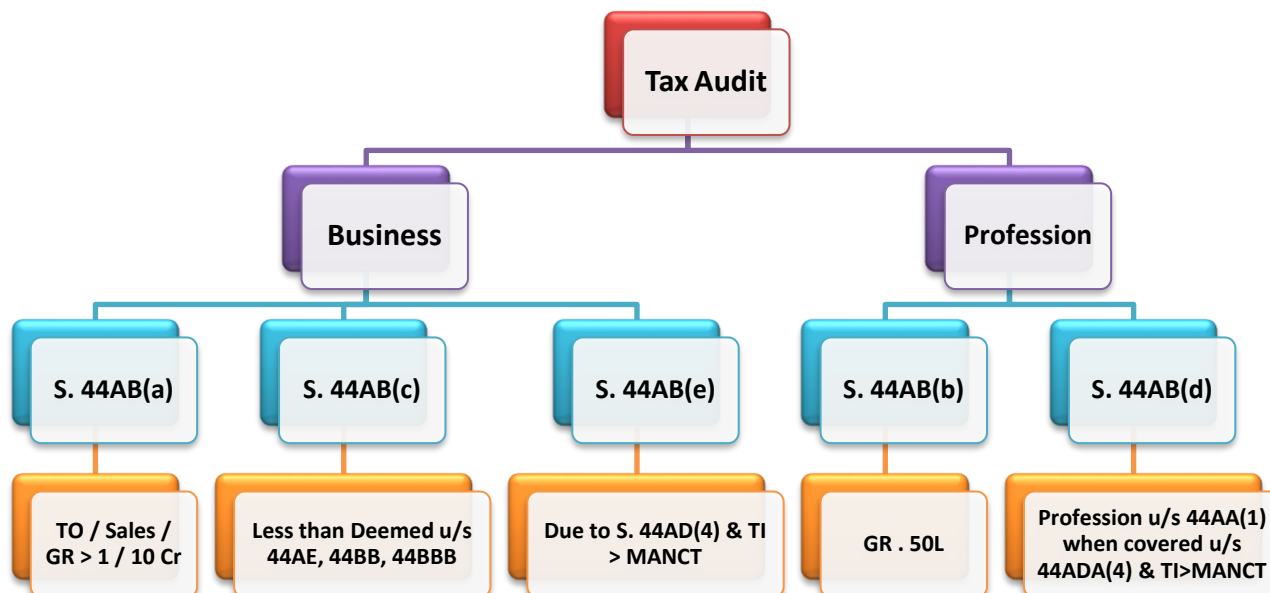 Tax Audit
Business
Profession
S. 44AB(a)
S. 44AB(c)
S. 44AB(e)
S. 44AB(b)
S. 44AB(d)
TO / Sales /
GR > 1 / 10 Cr
Less than Deemed u/s
44AE, 44BB, 44BBB
Due to S. 44AD(4) & TI
> MANCT
GR . 50L
Profession u/s 44AA(1)
when covered u/s
44ADA(4) & TI>MANCT